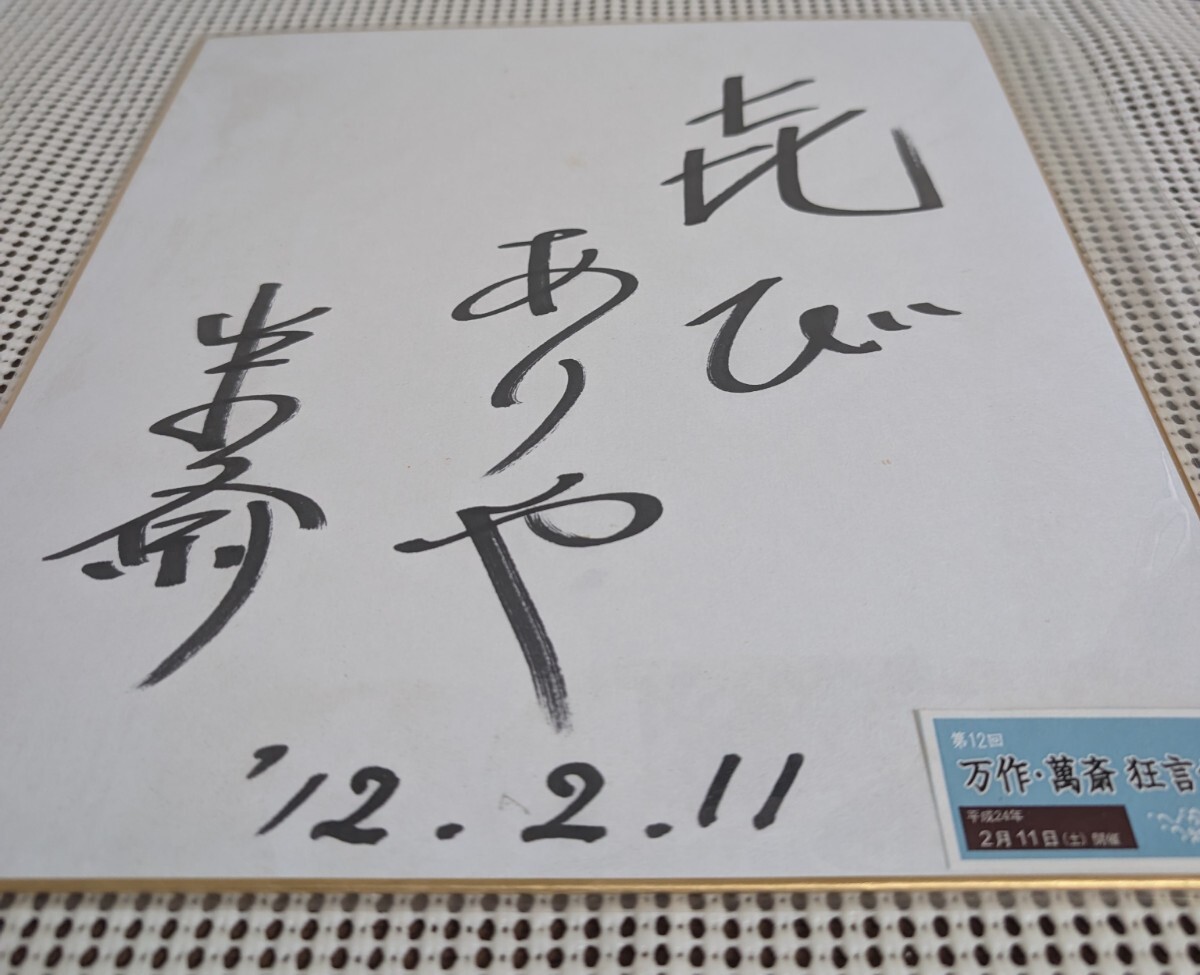 㐂び
ありや
萬斎
'12.2.11
第12回
万作・萬斎 狂言
平成24年
2月11日(土)開催